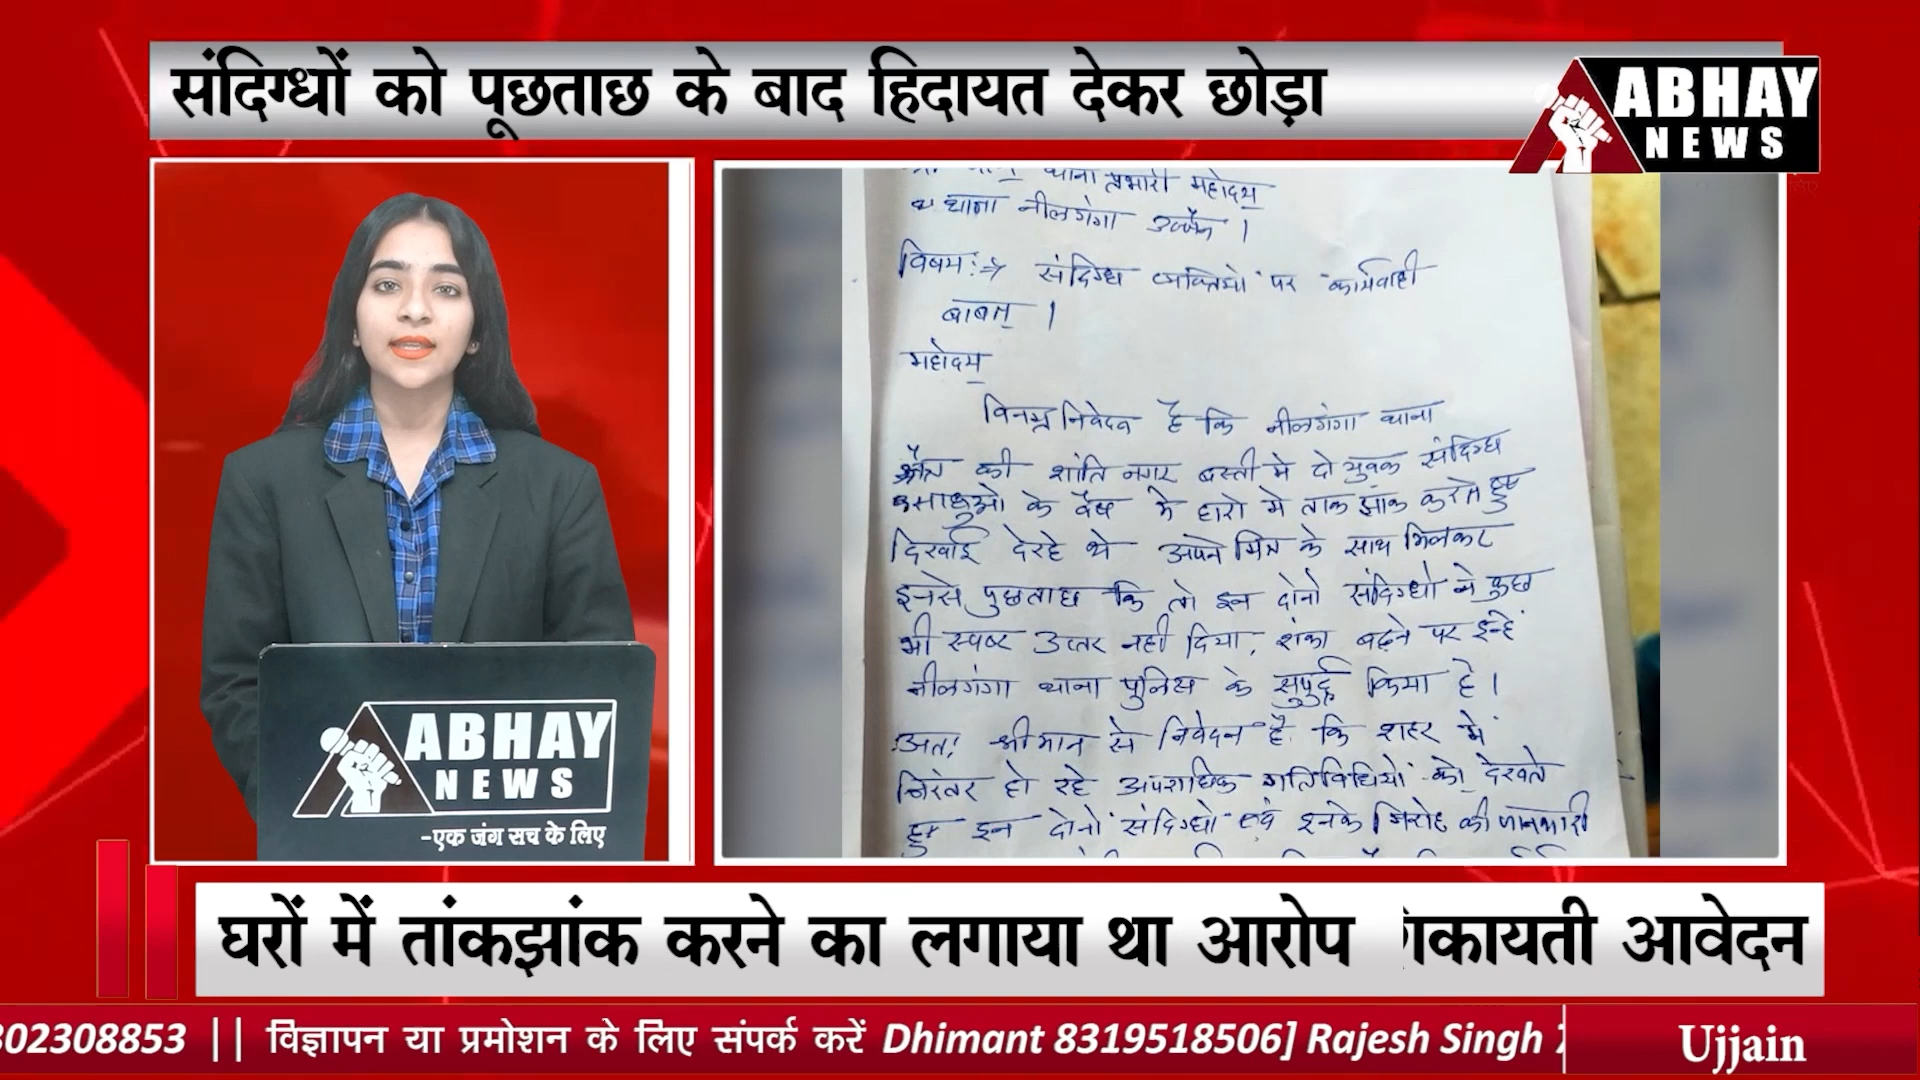 संदिग्धों को पूछताछ के बाद हिदायत देकर छोड़ा
ABHAY
NEWS
थाना प्रभारी महोदय
थाना नीलगंगा उज्जैन ।
विषय :⇒ संदिग्ध व्यक्तियो पर कार्यवाही
बाबत् ।
महोदय
विनम्र निवेदन है कि नीलगंगा थाना
क्षेत्र की शांति नगर बस्ती मे दो युवक संदिग्ध
साधुओ के वेष मे घरो मे ताक झांक करते हुए
दिखाई देरहे थे अपने मित्र के साथ मिलकर
इनसे पुछताछ कि तो इन दोनो संदिग्धो ने कुछ
भी स्पष्ट उत्तर नही दिया, शंका बढ़ने पर इन्हें
नीलगंगा थाना पुलिस के सुपुर्द किया है ।
अतः श्रीमान से निवेदन है कि शहर मे
निरंतर हो रहे अपराधिक गतिविधियो को देखते
हुए इन दोनो संदिग्धो एवं इनके गिरोह की जानकारी
ABHAY
NEWS
-एक जंग सच के लिए
घरों में तांकझांक करने का लगाया था आरोप कायती आवेदन
302308853 || विज्ञापन या प्रमोशन के लिए संपर्क करें Dhimant 8319518506] Rajesh Singh 7
Ujjain